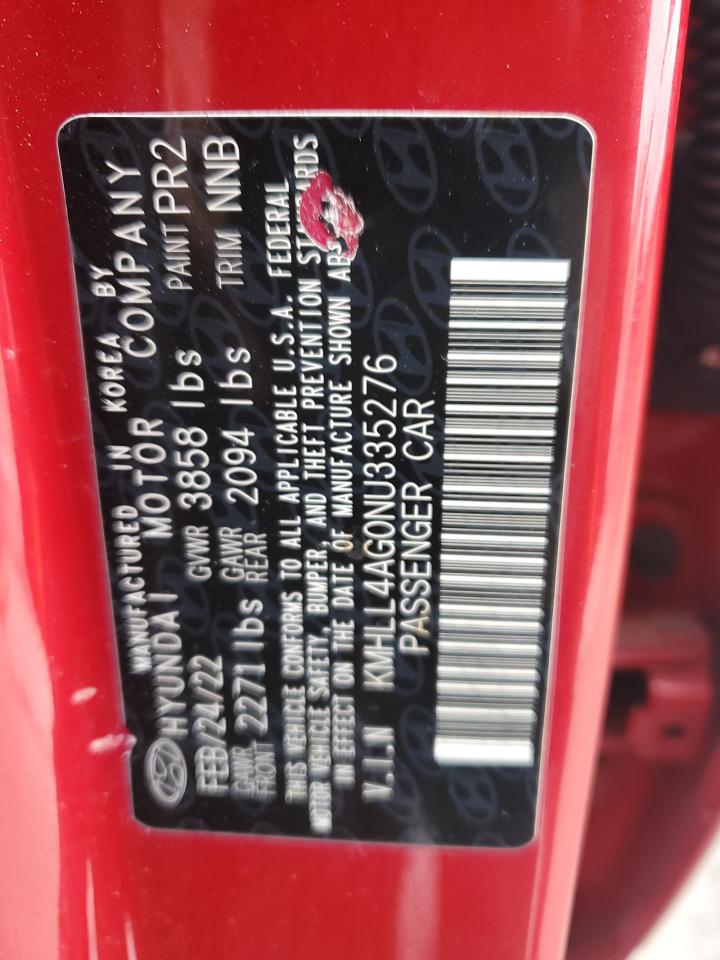 MANUFACTURED IN KOREA BY
HYUNDAI MOTOR COMPANY
FEB/24/22 GVWR 3858 lbs PAINT PR2
GAWR FRONT 2271 lbs GAWR REAR 2094 lbs TRIM NNB
THIS VEHICLE CONFORMS TO ALL APPLICABLE U.S.A. FEDERAL
MOTOR VEHICLE SAFETY, BUMPER, AND THEFT PREVENTION
IN EFFECT ON THE DATE OF MANUFACTURE SHOWN
V.I.N KMHLL4AG0NU335276
PASSENGER CAR